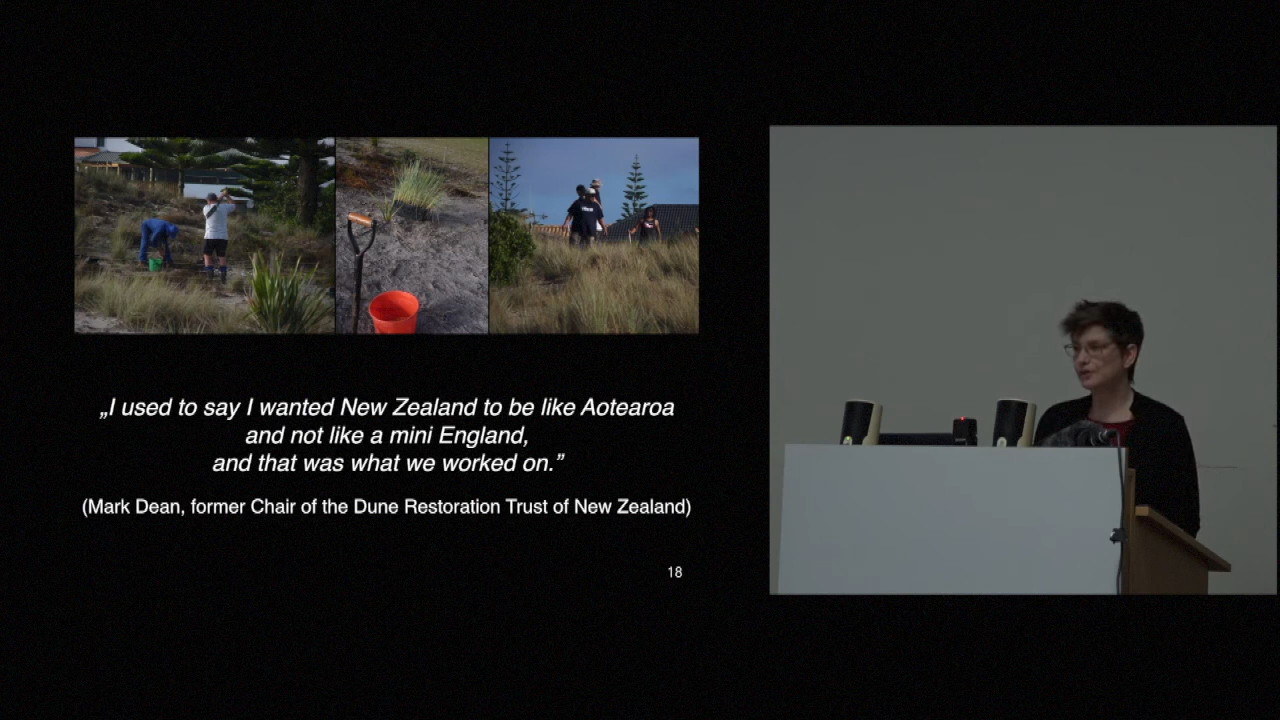 „I used to say I wanted New Zealand to be like Aotearoa
and not like a mini England,
and that was what we worked on.”
(Mark Dean, former Chair of the Dune Restoration Trust of New Zealand)
18